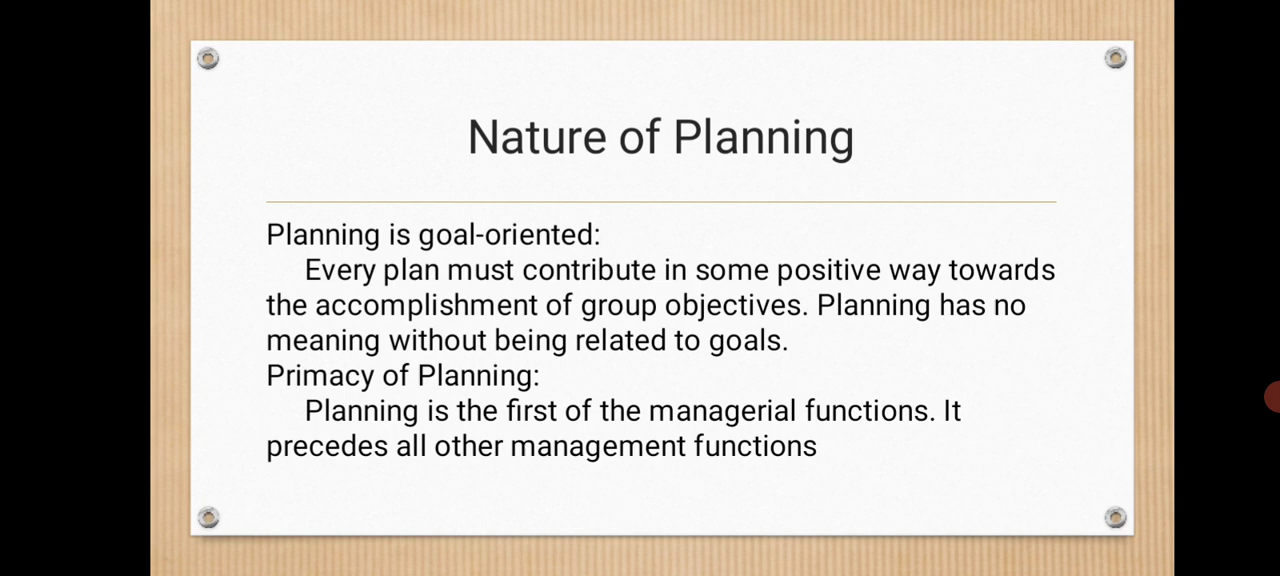 Nature of Planning
Planning is goal-oriented:
Every plan must contribute in some positive way towards
the accomplishment of group objectives. Planning has no
meaning without being related to goals.
Primacy of Planning:
Planning is the first of the managerial functions. It
precedes all other management functions